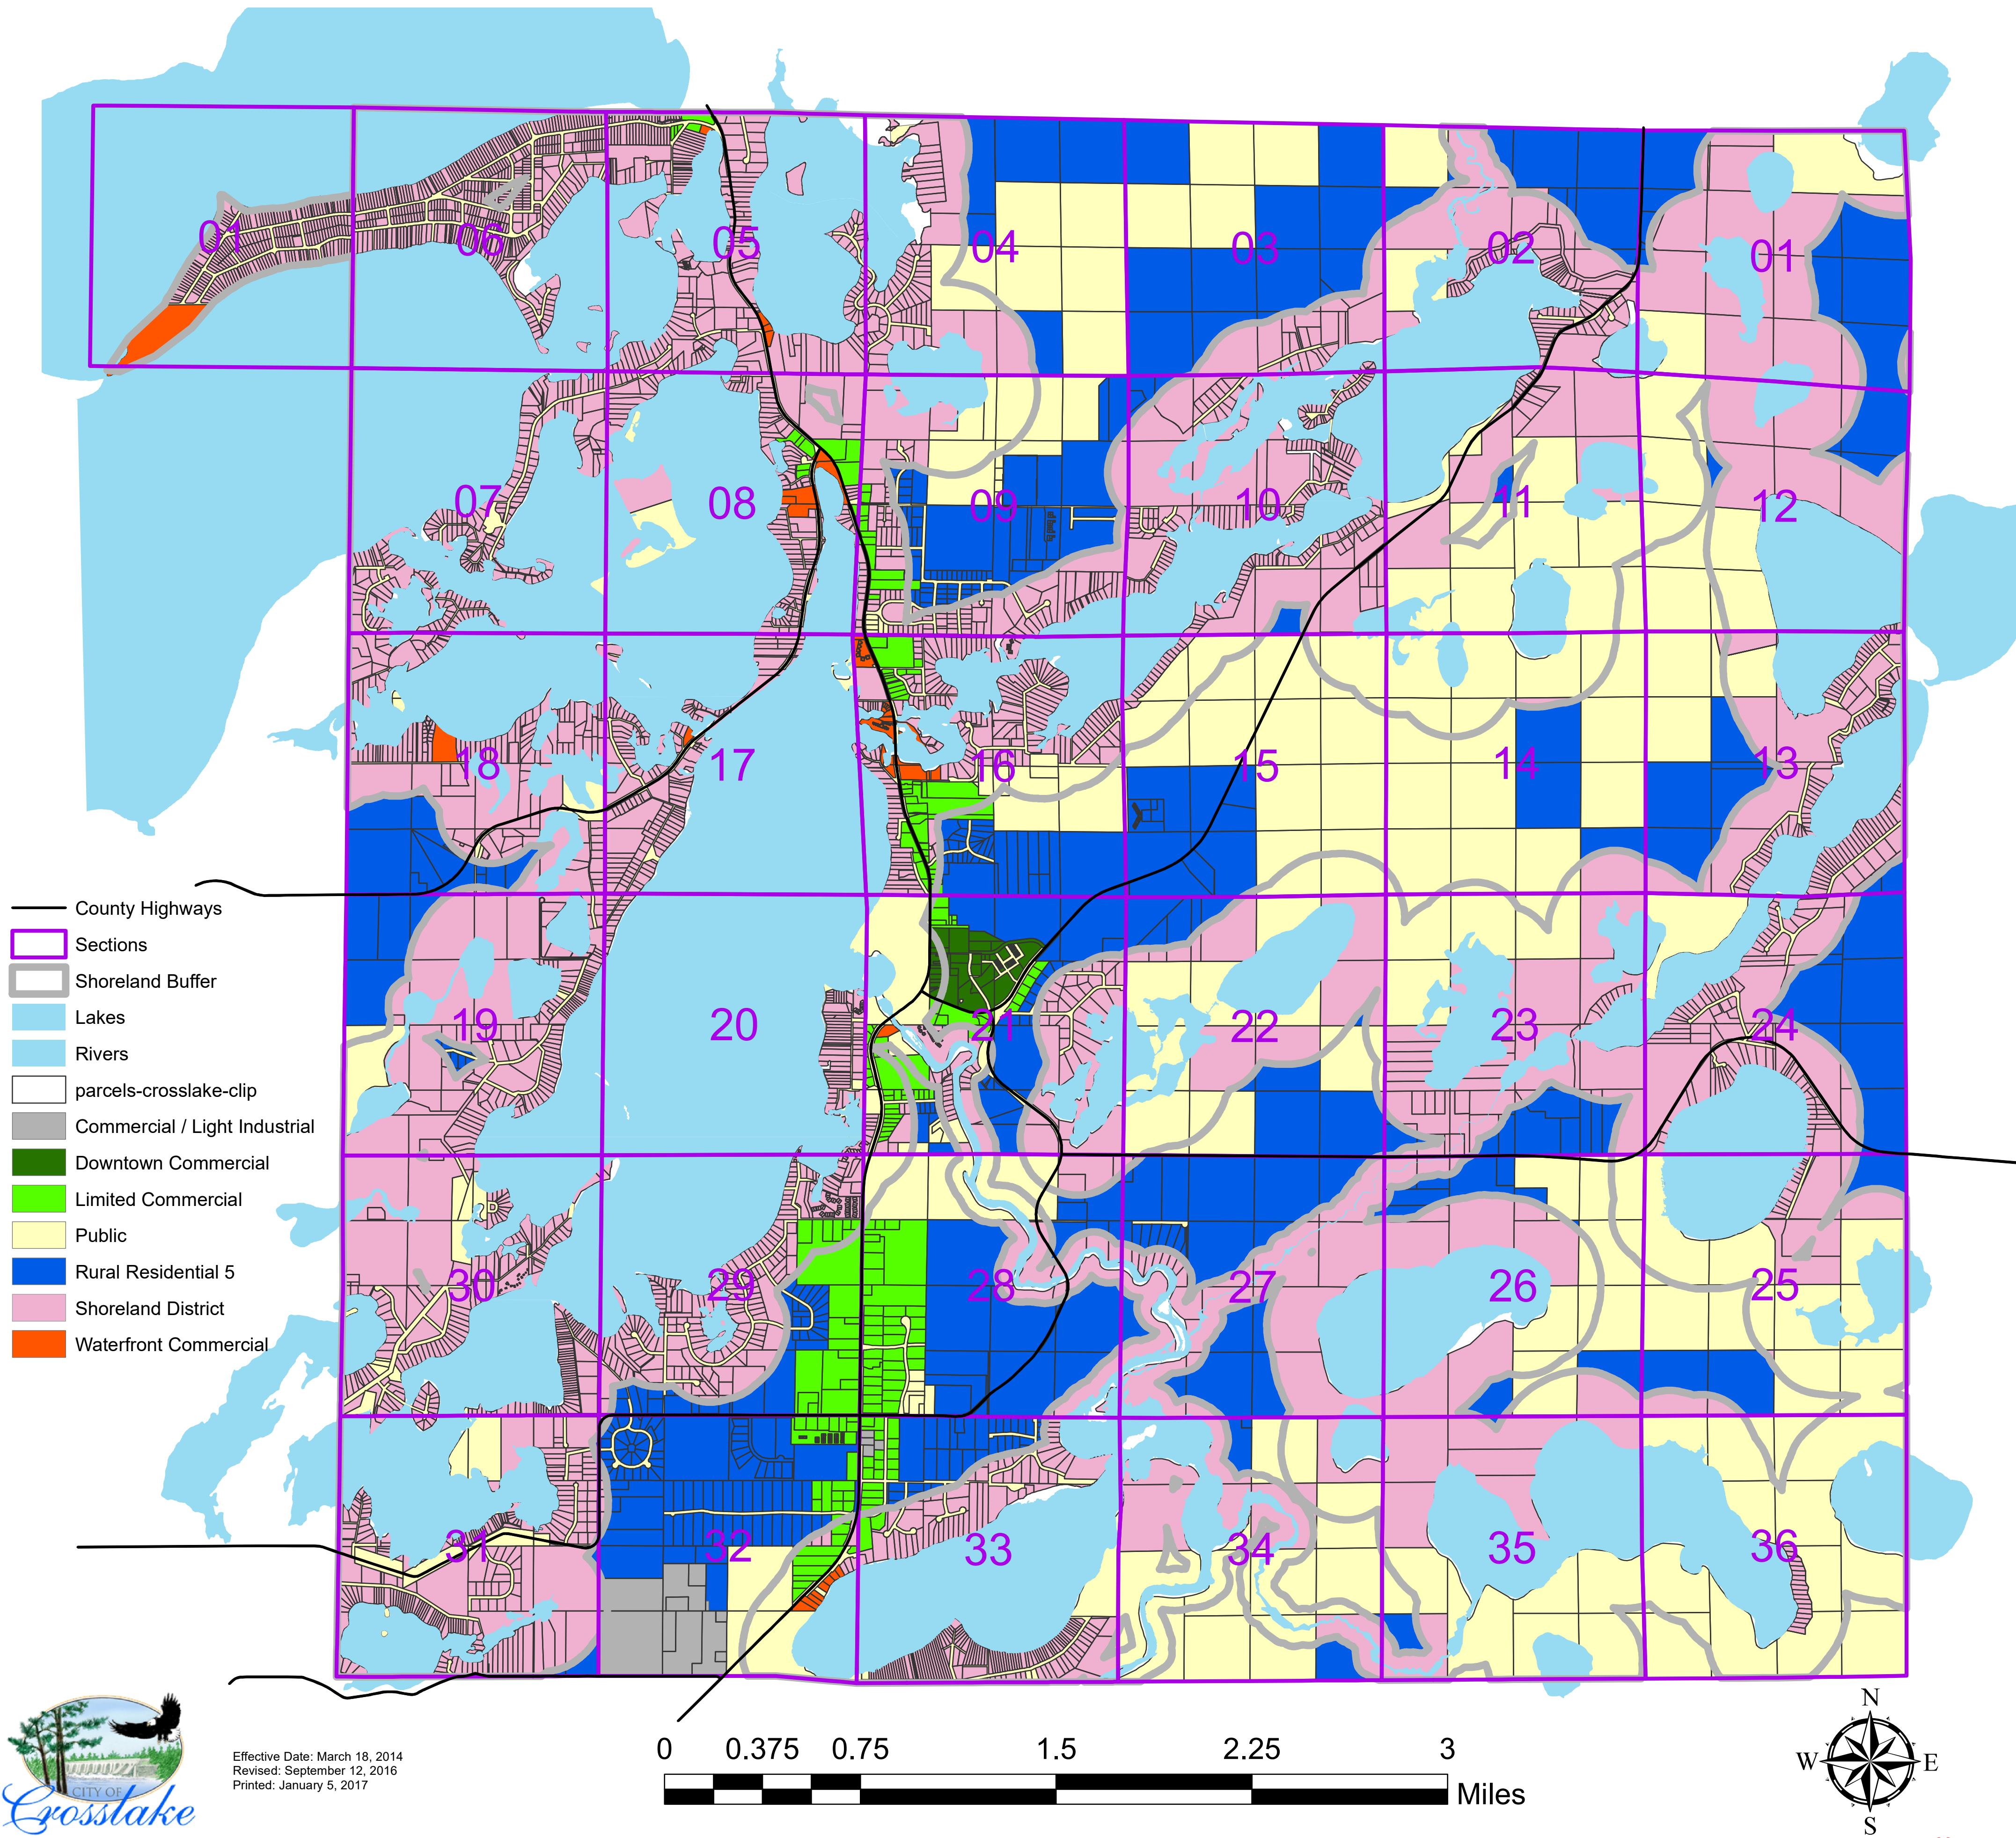 01
06
05
04
03
02
01
07
08
09
10
11
12
18
17
16
15
14
13
19
20
21
22
23
24
30
29
28
27
26
25
31
32
33
34
35
36
County Highways
Sections
Shoreland Buffer
Lakes
Rivers
parcels-crosslake-clip
Commercial / Light Industrial
Downtown Commercial
Limited Commercial
Public
Rural Residential 5
Shoreland District
Waterfront Commercial
CITY OF
Crosslake
Effective Date: March 18, 2014
Revised: September 12, 2016
Printed: January 5, 2017
0 0.375 0.75 1.5 2.25 3
Miles
N
W E
S